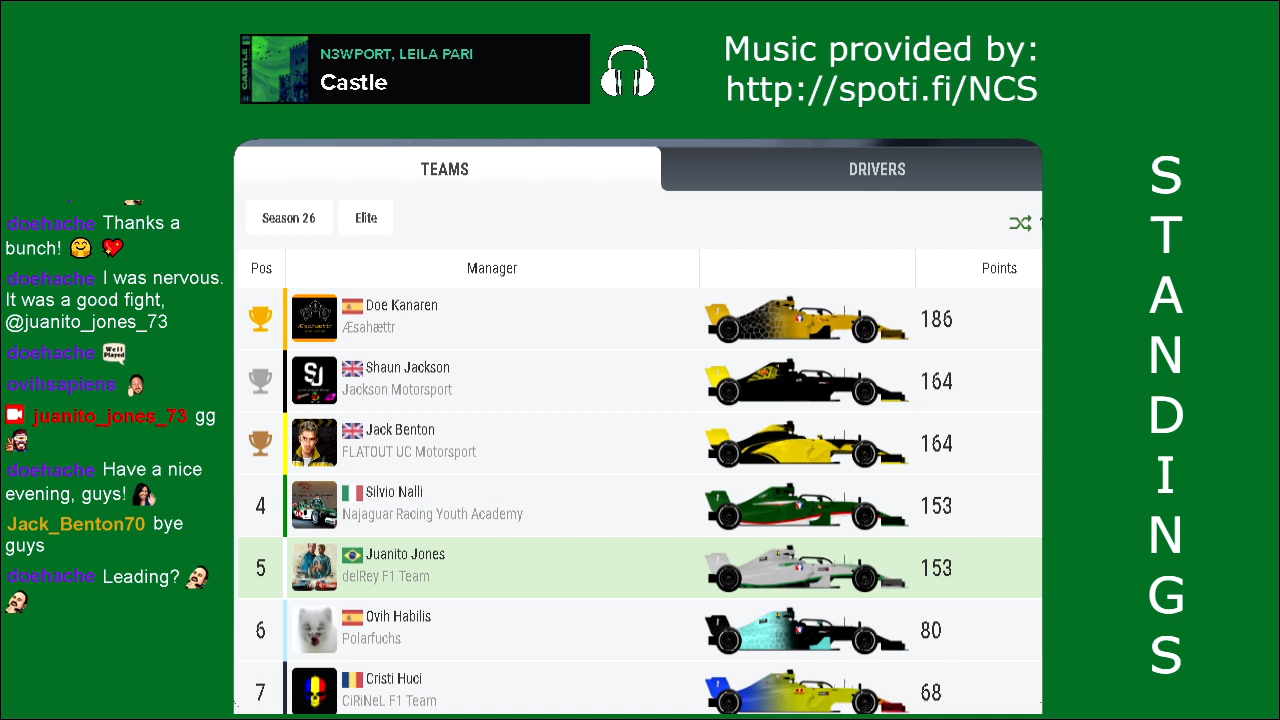 N3WPORT, LEILA PARI
Castle
Music provided by:
http://spoti.fi/NCS
TEAMS
DRIVERS
Season 26
Elite
Pos
Manager
Points
Doe Kanaren
Æsahættr
186
Shaun Jackson
Jackson Motorsport
164
Jack Benton
FLATOUT UC Motorsport
164
4
Silvio Nalli
Najaguar Racing Youth Academy
153
5
Juanito Jones
delRey F1 Team
153
6
Ovih Habilis
Polarfuchs
80
7
Cristi Huci
CiRiNeL F1 Team
68
doehache Thanks a
bunch!
doehache I was nervous.
It was a good fight,
@juanito_jones_73
doehache Well Played
ovihsapiens
juanito_jones_73 gg
doehache Have a nice
evening, guys!
Jack_Benton70 bye
guys
doehache Leading?
STANDINGS